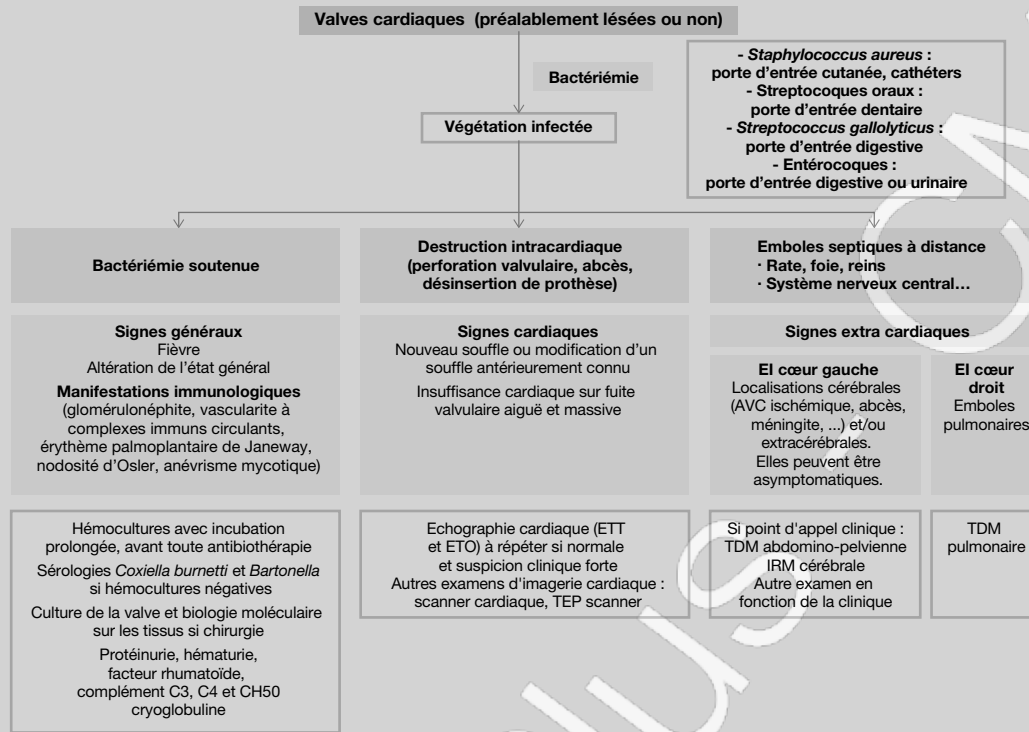 Valves cardiaques (préalablement lésées ou non)
Bactériémie
- Staphylococcus aureus :
porte d'entrée cutanée, cathéters
- Streptocoques oraux :
porte d'entrée dentaire
- Streptococcus gallolyticus :
porte d'entrée digestive
- Entérocoques :
porte d'entrée digestive ou urinaire
Végétation infectée
Bactériémie soutenue
Destruction intracardiaque
(perforation valvulaire, abcès,
désinsertion de prothèse)
Emboles septiques à distance
· Rate, foie, reins
· Système nerveux central…
Signes généraux
Fièvre
Altération de l'état général
Manifestations immunologiques
(glomérulonéphite, vascularite à
complexes immuns circulants,
érythème palmoplantaire de Janeway,
nodosité d'Osler, anévrisme mycotique)
Signes cardiaques
Nouveau souffle ou modification d'un
souffle antérieurement connu
Insuffisance cardiaque sur fuite
valvulaire aiguë et massive
Signes extra cardiaques
EI cœur gauche
Localisations cérébrales
(AVC ischémique, abcès,
méningite, ...) et/ou
extracérébrales.
Elles peuvent être
asymptomatiques.
EI cœur
droit
Emboles
pulmonaires
Hémocultures avec incubation
prolongée, avant toute antibiothérapie
Sérologies Coxiella burnetti et Bartonella
si hémocultures négatives
Culture de la valve et biologie moléculaire
sur les tissus si chirurgie
Protéinurie, hématurie,
facteur rhumatoïde,
complément C3, C4 et CH50
cryoglobuline
Echographie cardiaque (ETT
et ETO) à répéter si normale
et suspicion clinique forte
Autres examens d'imagerie cardiaque :
scanner cardiaque, TEP scanner
Si point d'appel clinique :
TDM abdomino-pelvienne
IRM cérébrale
Autre examen en
fonction de la clinique
TDM
pulmonaire